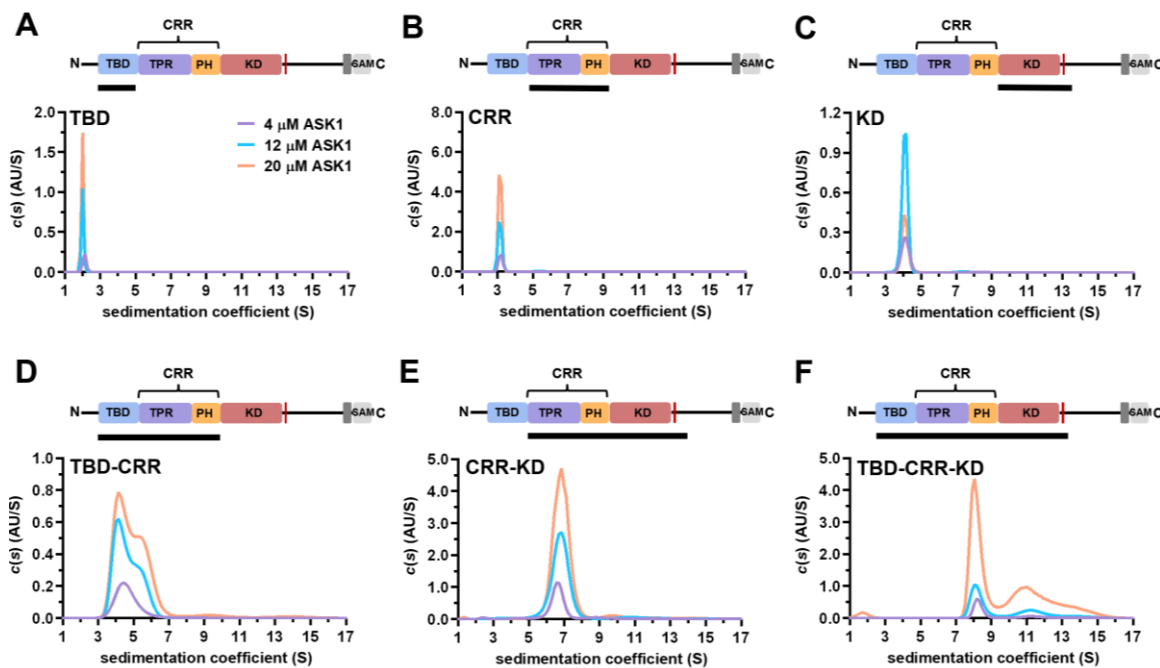 A
CRR
N TBD TPR PH KD SAM C
TBD
4 μM ASK1
12 μM ASK1
20 μM ASK1
c(s) (AU/S)
2.0
1.5
1.0
0.5
0.0
1 3 5 7 9 11 13 15 17
sedimentation coefficient (S)
B
CRR
N TBD TPR PH KD SAM C
CRR
c(s) (AU/S)
8.0
6.0
4.0
2.0
0.0
1 3 5 7 9 11 13 15 17
sedimentation coefficient (S)
C
CRR
N TBD TPR PH KD SAM C
KD
c(s) (AU/S)
1.2
0.9
0.6
1.3
0.0
1 3 5 7 9 11 13 15 17
sedimentation coefficient (S)
D
CRR
N TBD TPR PH KD SAM C
TBD-CRR
c(s) (AU/S)
1.0
0.8
0.6
0.4
0.2
0.0
1 3 5 7 9 11 13 15 17
sedimentation coefficient (S)
E
CRR
N TBD TPR PH KD SAM C
CRR-KD
c(s) (AU/S)
5.0
4.0
3.0
2.0
1.0
0.0
1 3 5 7 9 11 13 15 17
sedimentation coefficient (S)
F
CRR
N TBD TPR PH KD SAM C
TBD-CRR-KD
c(s) (AU/S)
5.0
4.0
3.0
2.0
1.0
0.0
1 3 5 7 9 11 13 15 17
sedimentation coefficient (S)